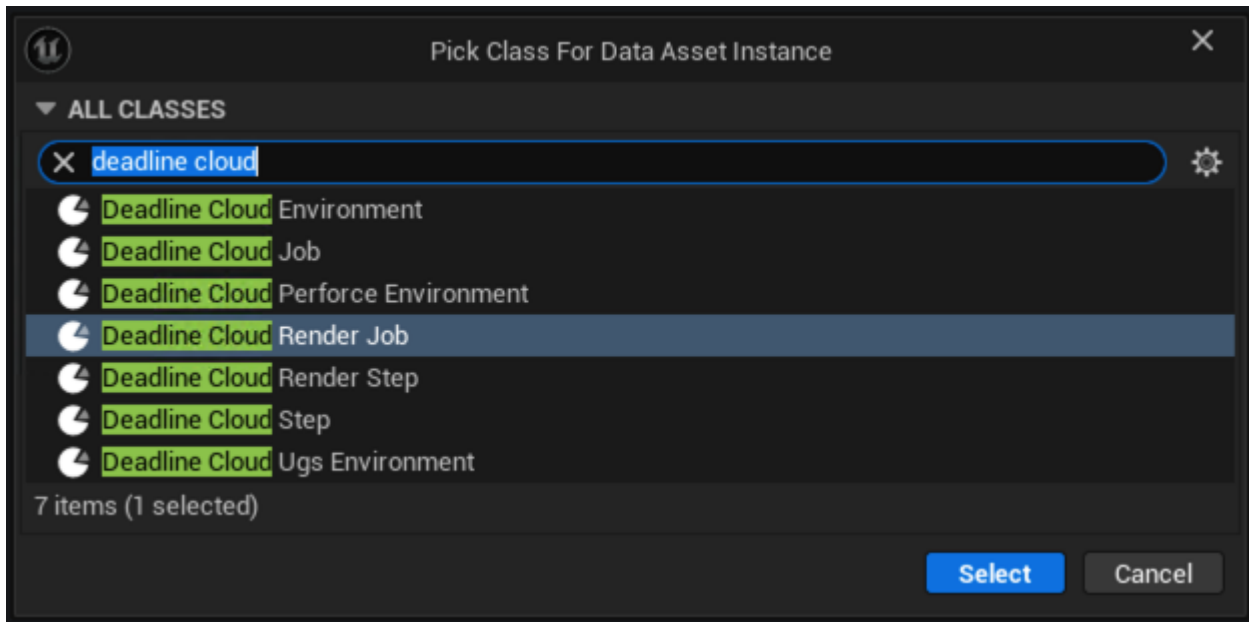 Pick Class For Data Asset Instance
ALL CLASSES
deadline cloud
Deadline Cloud Environment
Deadline Cloud Job
Deadline Cloud Perforce Environment
Deadline Cloud Render Job
Deadline Cloud Render Step
Deadline Cloud Step
Deadline Cloud Ugs Environment
7 items (1 selected)
Select Cancel